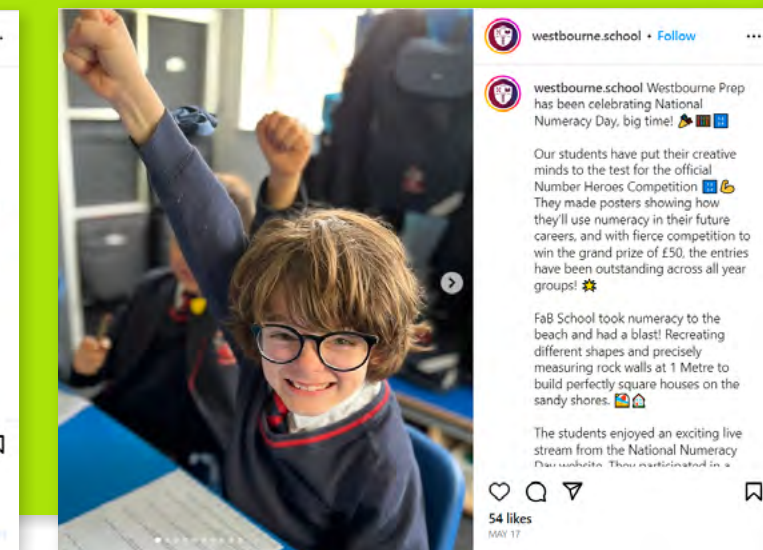 westbourne.school • Follow
westbourne.school Westbourne Prep
has been celebrating National
Numeracy Day, big time!
Our students have put their creative
minds to the test for the official
Number Heroes Competition
They made posters showing how
they'll use numeracy in their future
careers, and with fierce competition to
win the grand prize of £50, the entries
have been outstanding across all year
groups!
FaB School took numeracy to the
beach and had a blast! Recreating
different shapes and precisely
measuring rock walls at 1 Metre to
build perfectly square houses on the
sandy shores.
The students enjoyed an exciting live
stream from the National Numeracy
Day website. They participated in a
54 likes
MAY 17